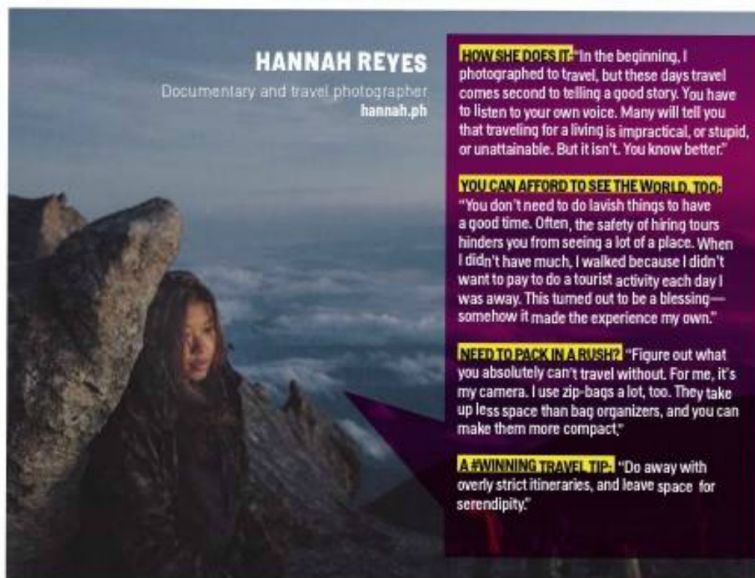 HANNAH REYES
Documentary and travel photographer
hannah.ph
HOW SHE DOES IT: “In the beginning, I
photographed to travel, but these days travel
comes second to telling a good story. You have
to listen to your own voice. Many will tell you
that traveling for a living is impractical, or stupid,
or unattainable. But it isn't. You know better.”
YOU CAN AFFORD TO SEE THE WORLD, TOO:
“You don't need to do lavish things to have
a good time. Often, the safety of hiring tours
hinders you from seeing a lot of a place. When
I didn't have much, I walked because I didn't
want to pay to do a tourist activity each day I
was away. This turned out to be a blessing—
somehow it made the experience my own.”
NEED TO PACK IN A RUSH? “Figure out what
you absolutely can't travel without. For me, it's
my camera. I use zip-bags a lot, too. They take
up less space than bag organizers, and you can
make them more compact,”
A #WINNING TRAVEL TIP: “Do away with
overly strict itineraries, and leave space for
serendipity.”